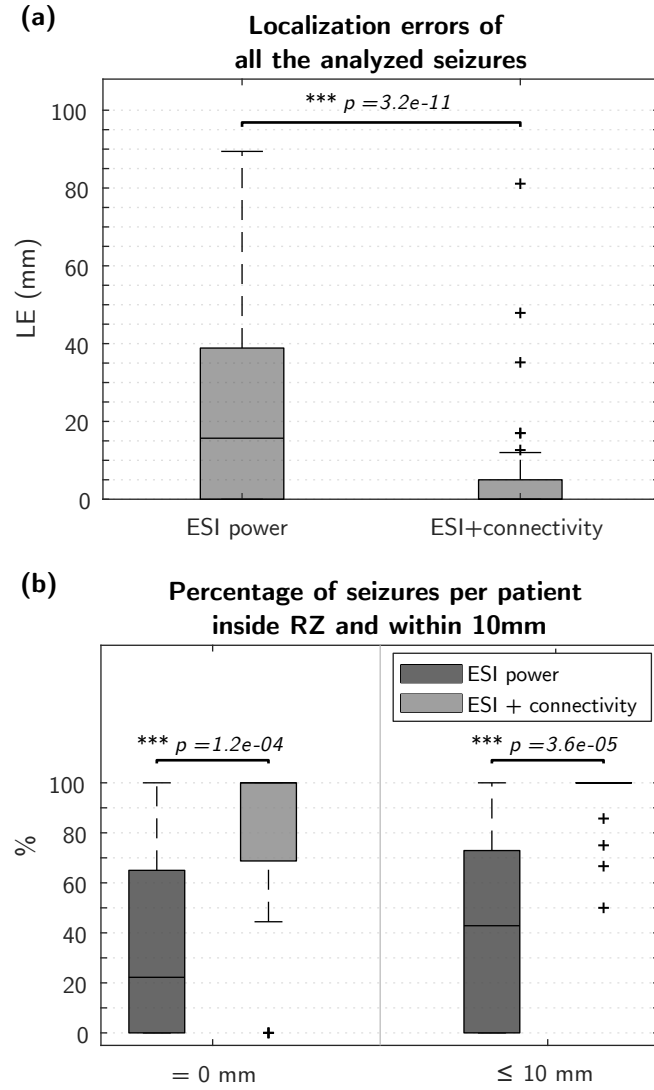 (a)
Localization errors of
all the analyzed seizures
*** p =3.2e-11
100
80
60
40
20
0
LE (mm)
ESI power
ESI+connectivity
(b)
Percentage of seizures per patient
inside RZ and within 10mm
ESI power
ESI + connectivity
*** p =1.2e-04
*** p =3.6e-05
100
80
60
40
20
0
%
= 0 mm
≤ 10 mm